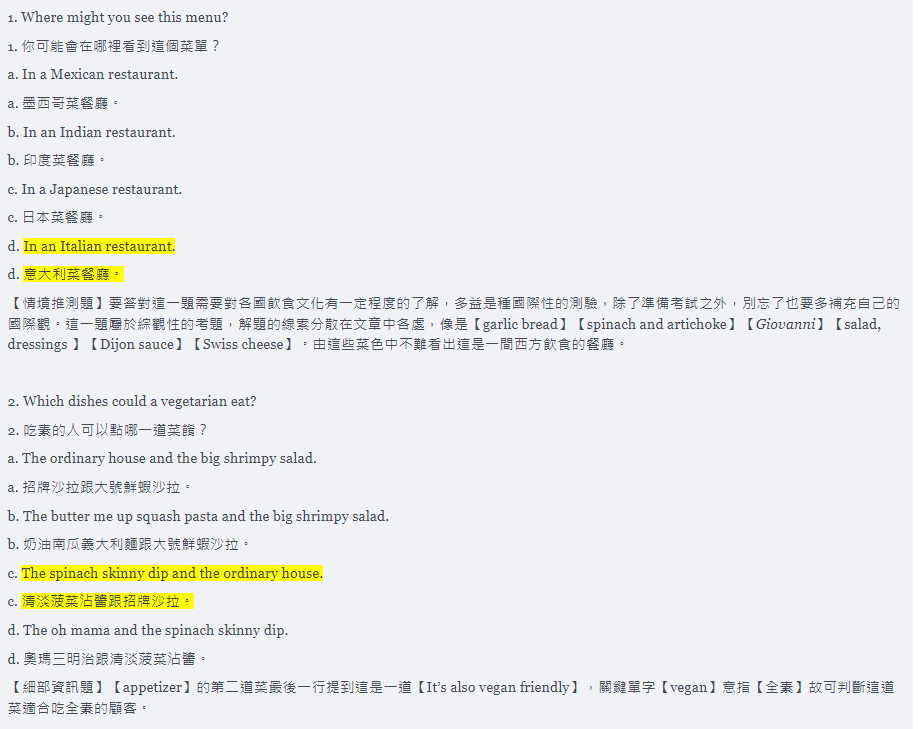 1. Where might you see this menu?
1. 你可能會在哪裡看到這個菜單？
a. In a Mexican restaurant.
a. 墨西哥菜餐廳。
b. In an Indian restaurant.
b. 印度菜餐廳。
c. In a Japanese restaurant.
c. 日本菜餐廳。
d. In an Italian restaurant.
d. 意大利菜餐廳。
【情境推測題】要答對這一題需要對各國飲食文化有一定程度的了解，多益是種國際性的測驗，除了準備考試之外，別忘了也要多補充自己的
國際觀。這一題屬於綜觀性的考題，解題的線索分散在文章中各處，像是【garlic bread】【spinach and artichoke】【Giovanni】【salad,
dressings 】【Dijon sauce】【Swiss cheese】。由這些菜色中不難看出這是一間西方飲食的餐廳。
2. Which dishes could a vegetarian eat?
2. 吃素的人可以點哪一道菜餚？
a. The ordinary house and the big shrimpy salad.
a. 招牌沙拉跟大號鮮蝦沙拉。
b. The butter me up squash pasta and the big shrimpy salad.
b. 奶油南瓜義大利麵跟大號鮮蝦沙拉。
c. The spinach skinny dip and the ordinary house.
c. 清淡菠菜沾醬跟招牌沙拉。
d. The oh mama and the spinach skinny dip.
d. 奧瑪三明治跟清淡菠菜沾醬。
【細部資訊題】【appetizer】的第二道菜最後一行提到這是一道【It’s also vegan friendly】，關鍵單字【vegan】意指【全素】故可判斷這道
菜適合吃全素的顧客。